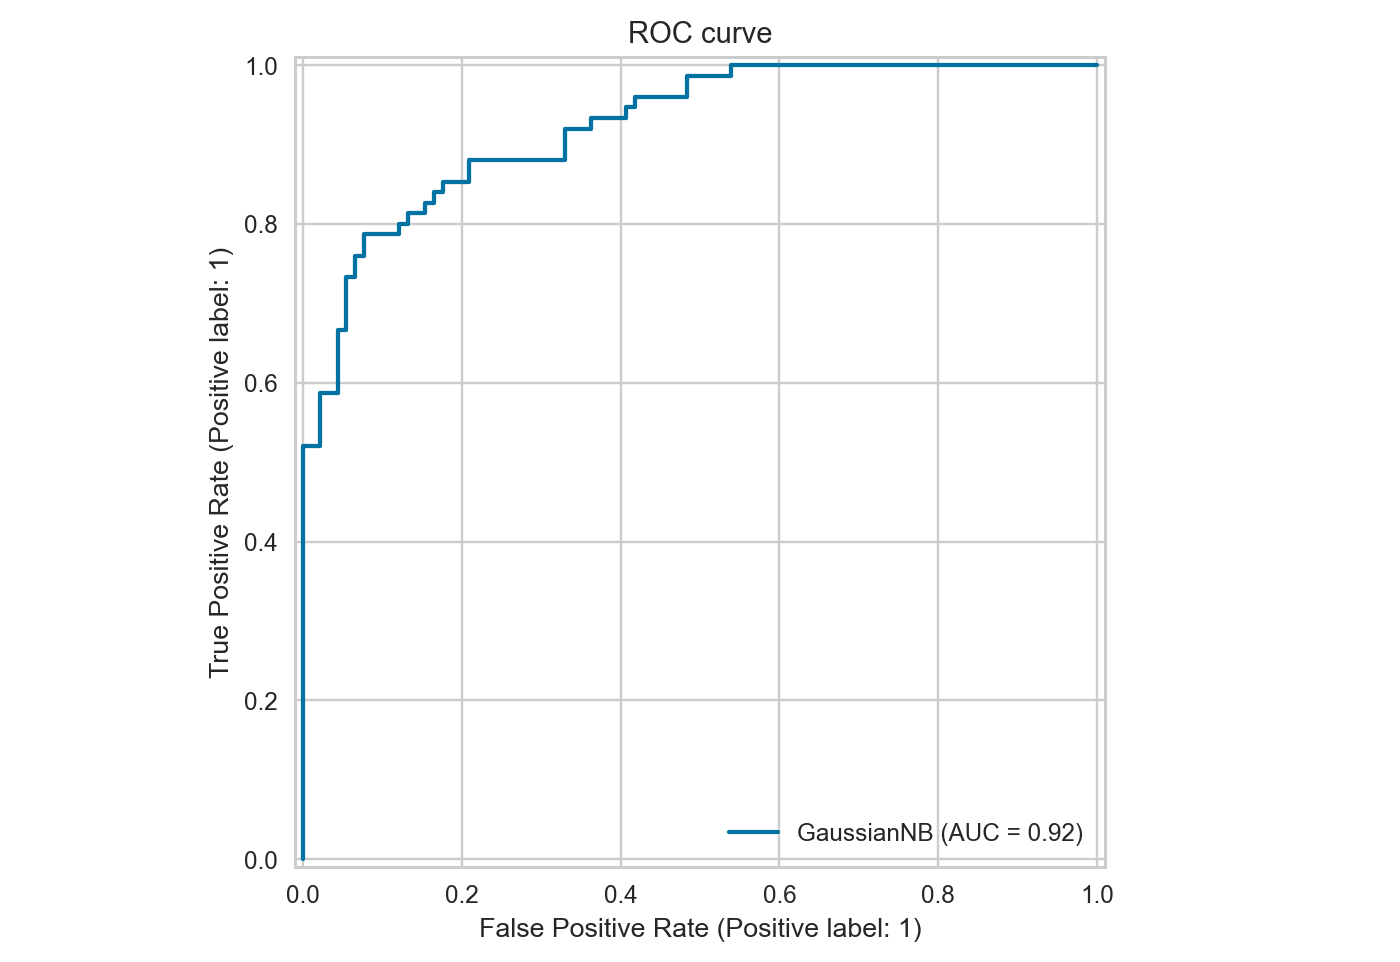 ROC curve
True Positive Rate (Positive label: 1)
1.0
0.8
0.6
0.4
0.2
0.0
GaussianNB (AUC = 0.92)
0.0 0.2 0.4 0.6 0.8 1.0
False Positive Rate (Positive label: 1)